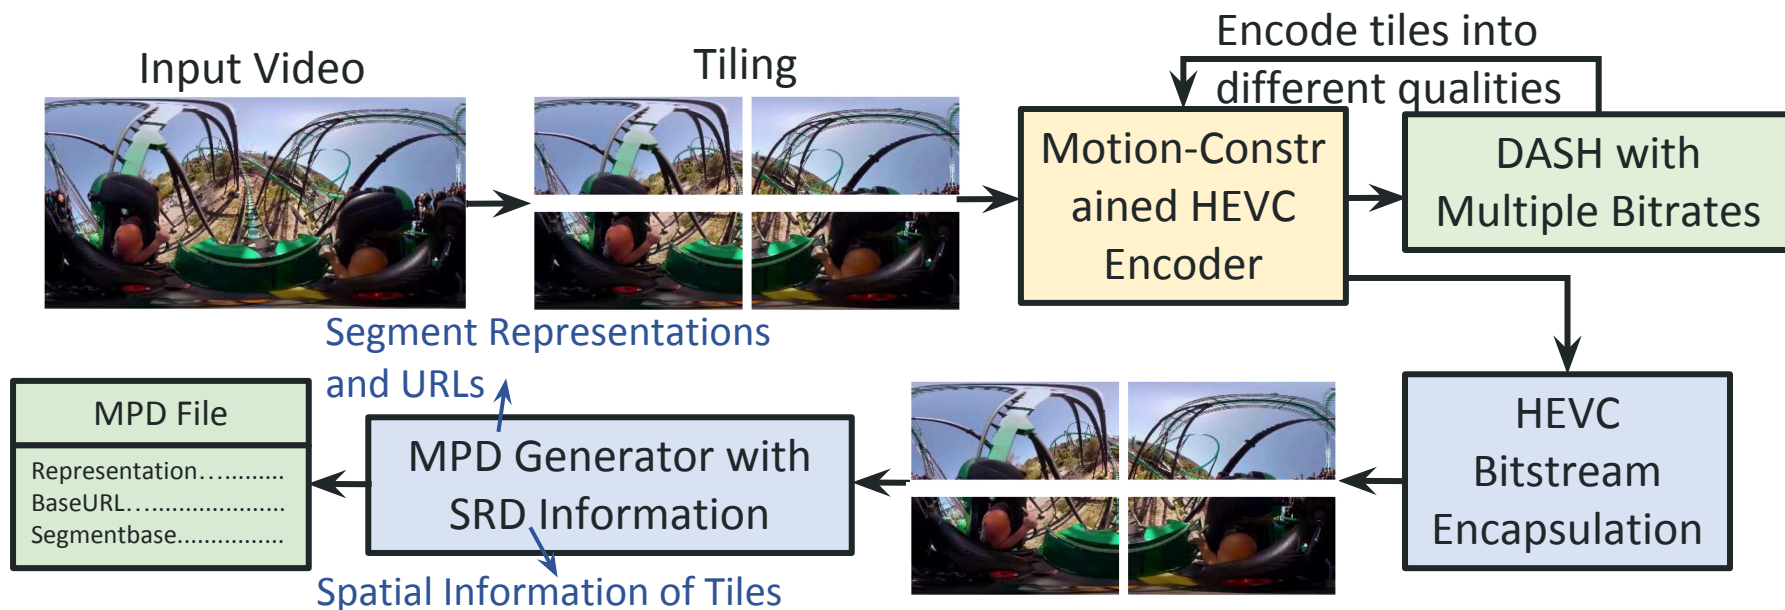 Input Video
Tiling
Encode tiles into
different qualities
Motion-Constr
ained HEVC
Encoder
DASH with
Multiple Bitrates
Segment Representations
and URLs
MPD File
Representation…..........
BaseURL…......................
Segmentbase.................
MPD Generator with
SRD Information
Spatial Information of Tiles
HEVC
Bitstream
Encapsulation